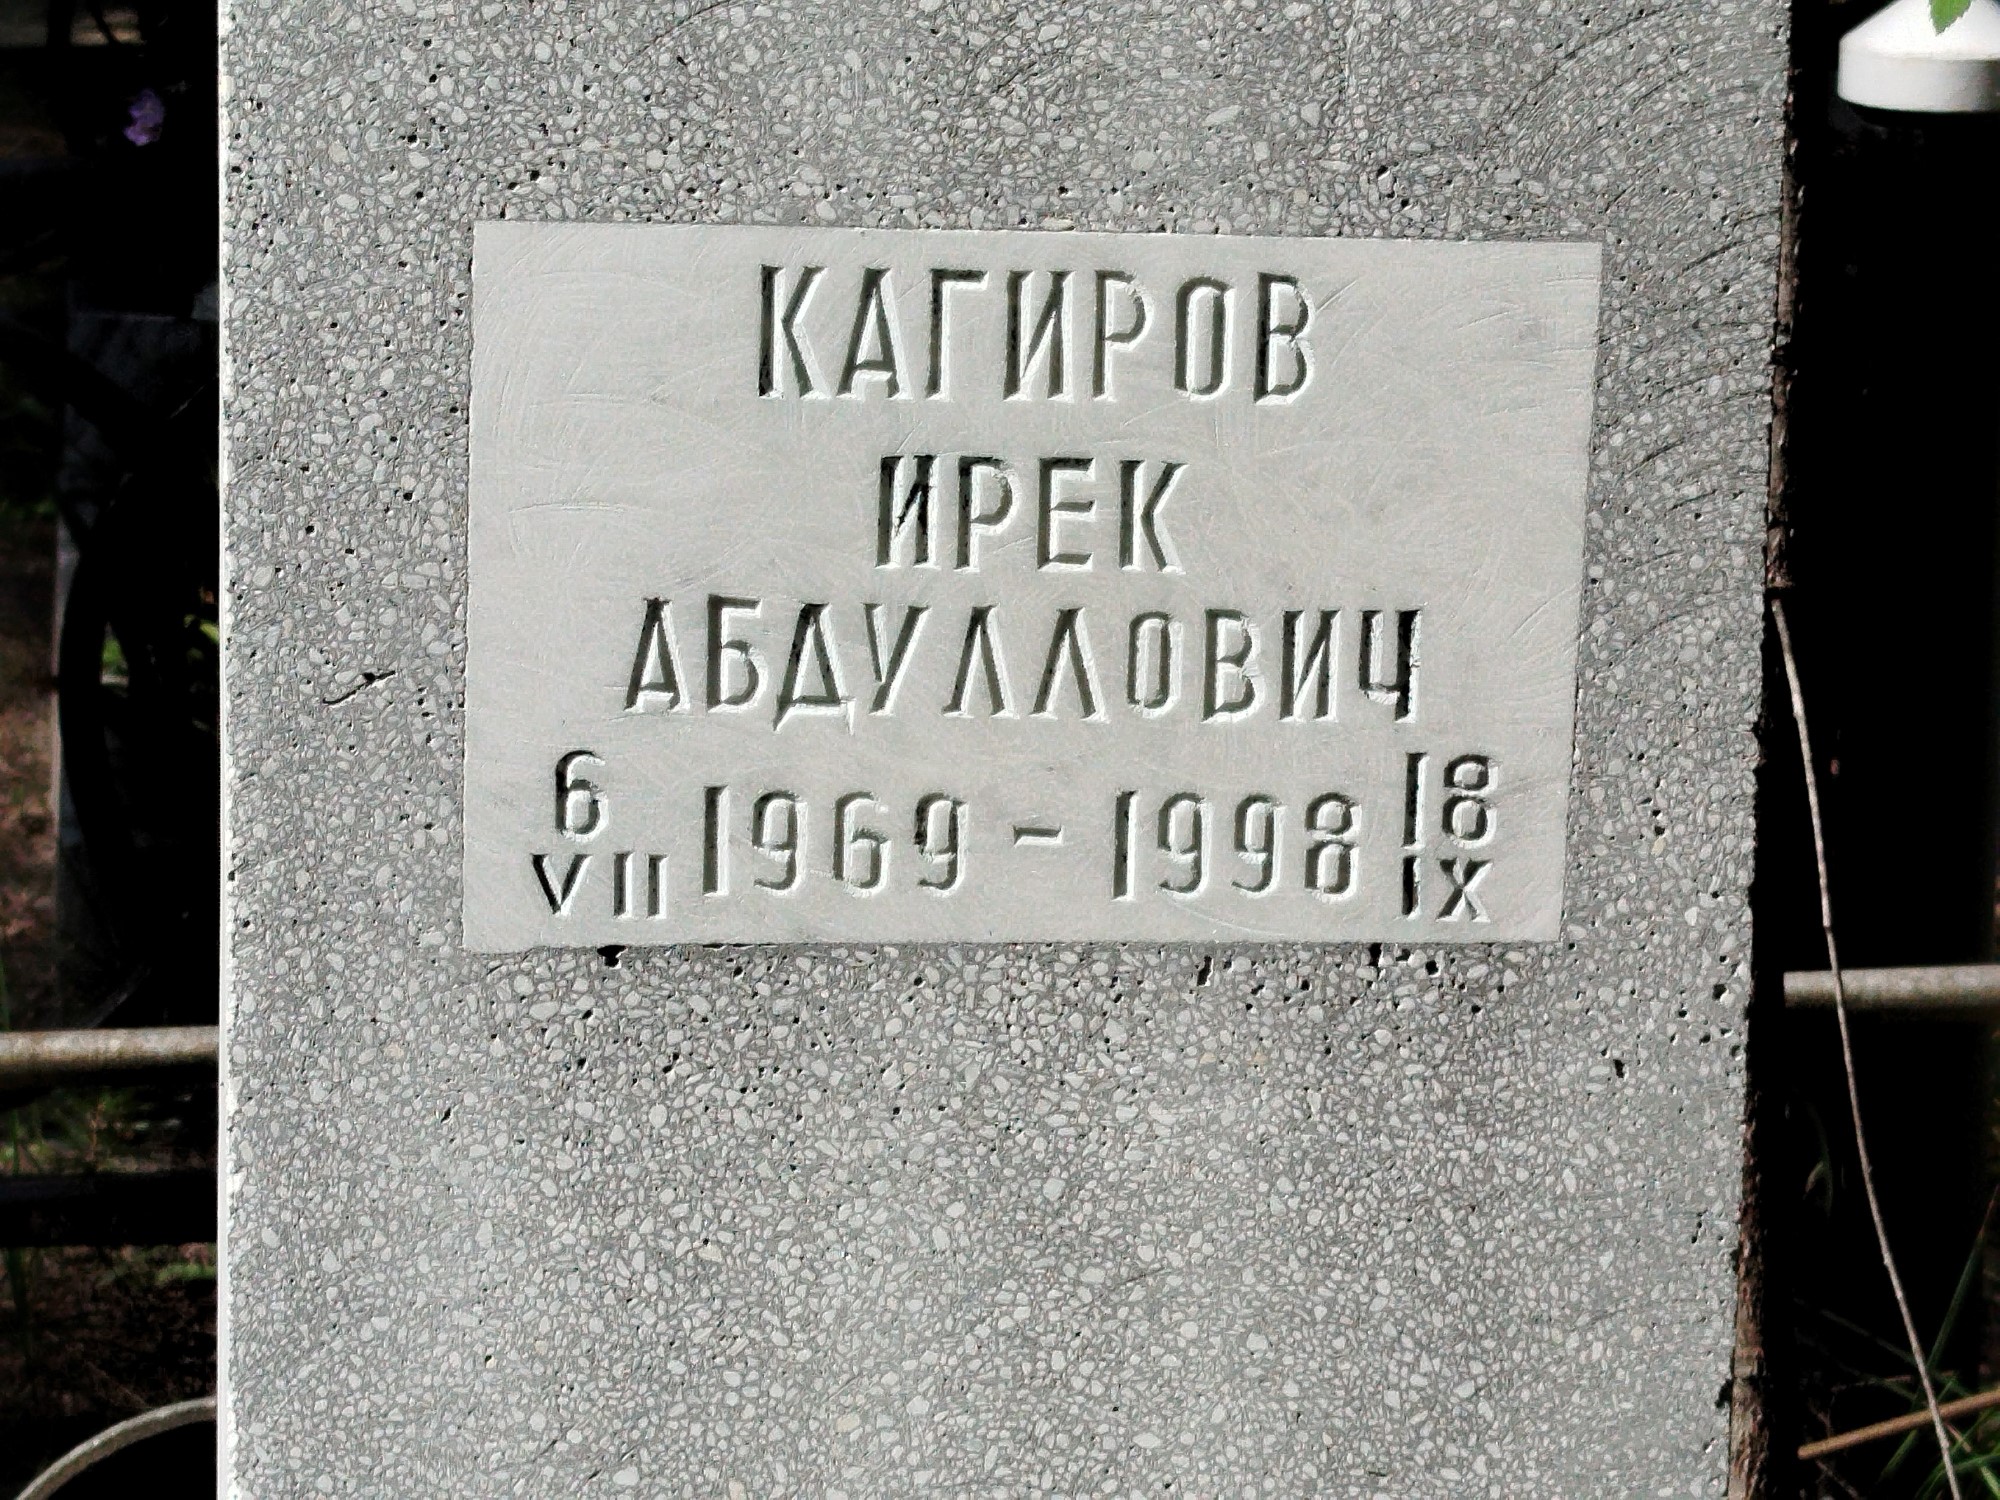 КАГИРОВ
ИРЕК
АБДУЛЛОВИЧ
6 VII 1969 - 1998 18 IX